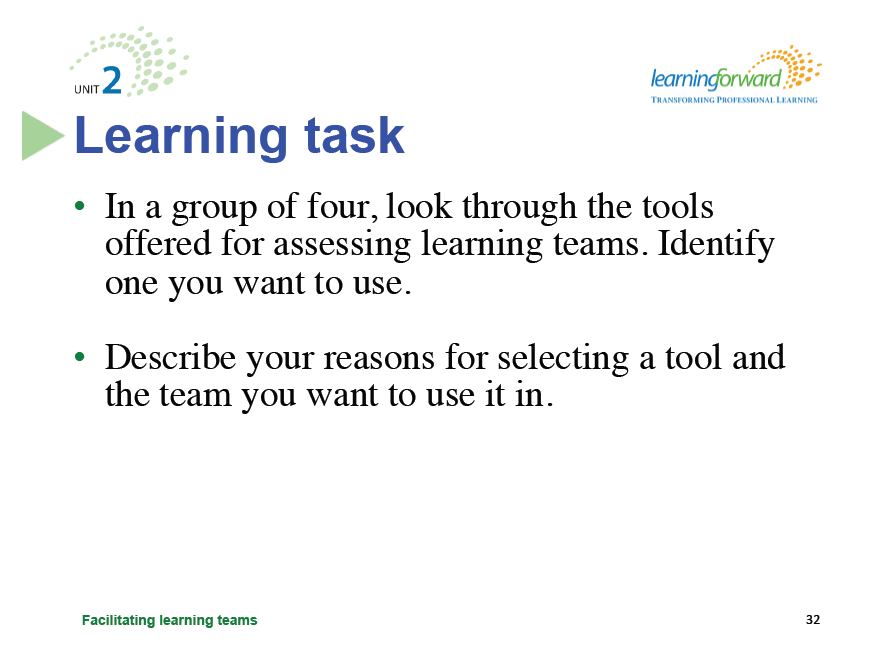 UNIT 2
learningforward
TRANSFORMING PROFESSIONAL LEARNING
Learning task
• In a group of four, look through the tools
offered for assessing learning teams. Identify
one you want to use.
• Describe your reasons for selecting a tool and
the team you want to use it in.
Facilitating learning teams
32